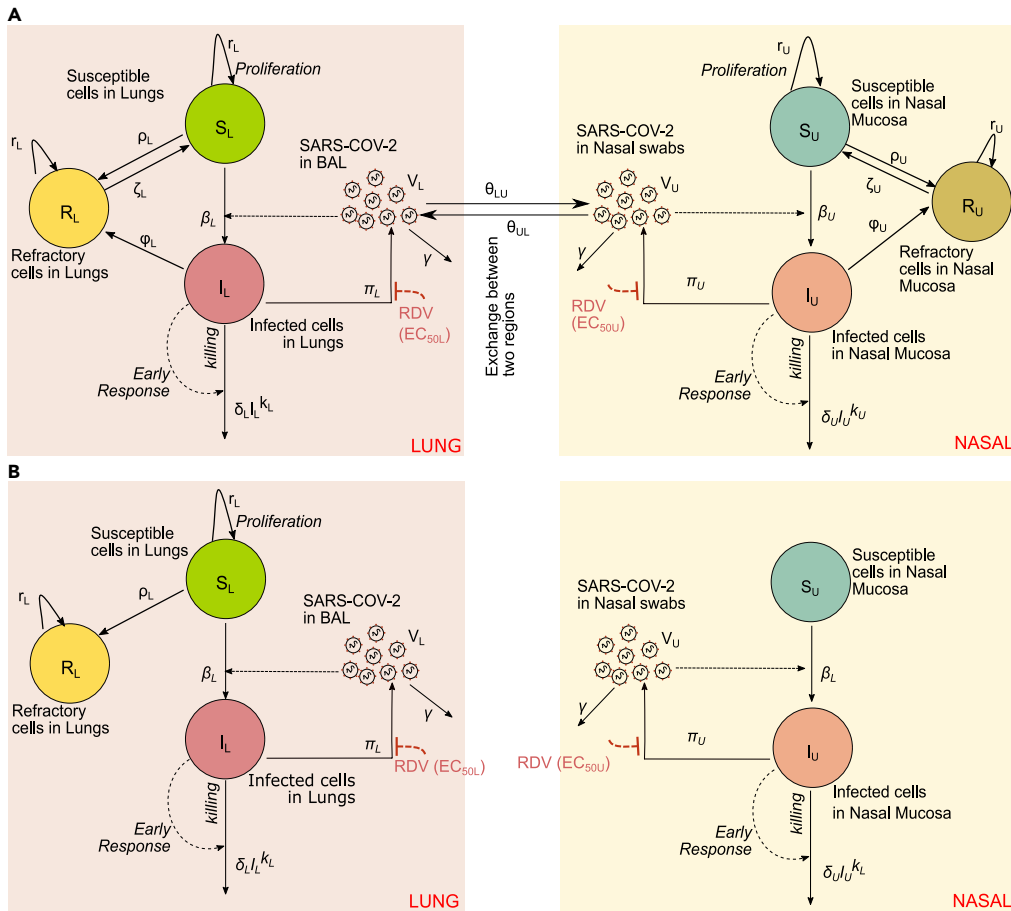 A
r_L
Proliferation
Susceptible
cells in Lungs
S_L
r_L
ρ_L
ζ_L
R_L
Refractory
cells in Lungs
φ_L
β_L
SARS-COV-2
in BAL
V_L
γ
I_L
π_L
RDV
(EC_50L)
Infected cells
in Lungs
killing
Early
Response
δ_L I_L^k_L
LUNG
θ_LU
θ_UL
Exchange between
two regions
r_U
Proliferation
Susceptible
cells in Nasal
Mucosa
S_U
r_U
ρ_U
ζ_U
R_U
Refractory
cells in Nasal
Mucosa
φ_U
β_U
SARS-COV-2
in Nasal swabs
V_U
γ
RDV
(EC_50U)
π_U
I_U
Infected cells
in Nasal Mucosa
killing
Early
Response
δ_U I_U^k_U
NASAL
B
r_L
Proliferation
Susceptible
cells in Lungs
S_L
r_L
ρ_L
R_L
Refractory
cells in Lungs
β_L
SARS-COV-2
in BAL
V_L
γ
I_L
π_L
RDV (EC_50L)
Infected cells
in Lungs
killing
Early
Response
δ_L I_L^k_L
LUNG
Susceptible
cells in Nasal
Mucosa
S_U
SARS-COV-2
in Nasal swabs
V_U
β_L
γ
RDV (EC_50U)
π_U
I_U
Infected cells
in Nasal Mucosa
killing
Early
Response
δ_U I_U^k_L
NASAL